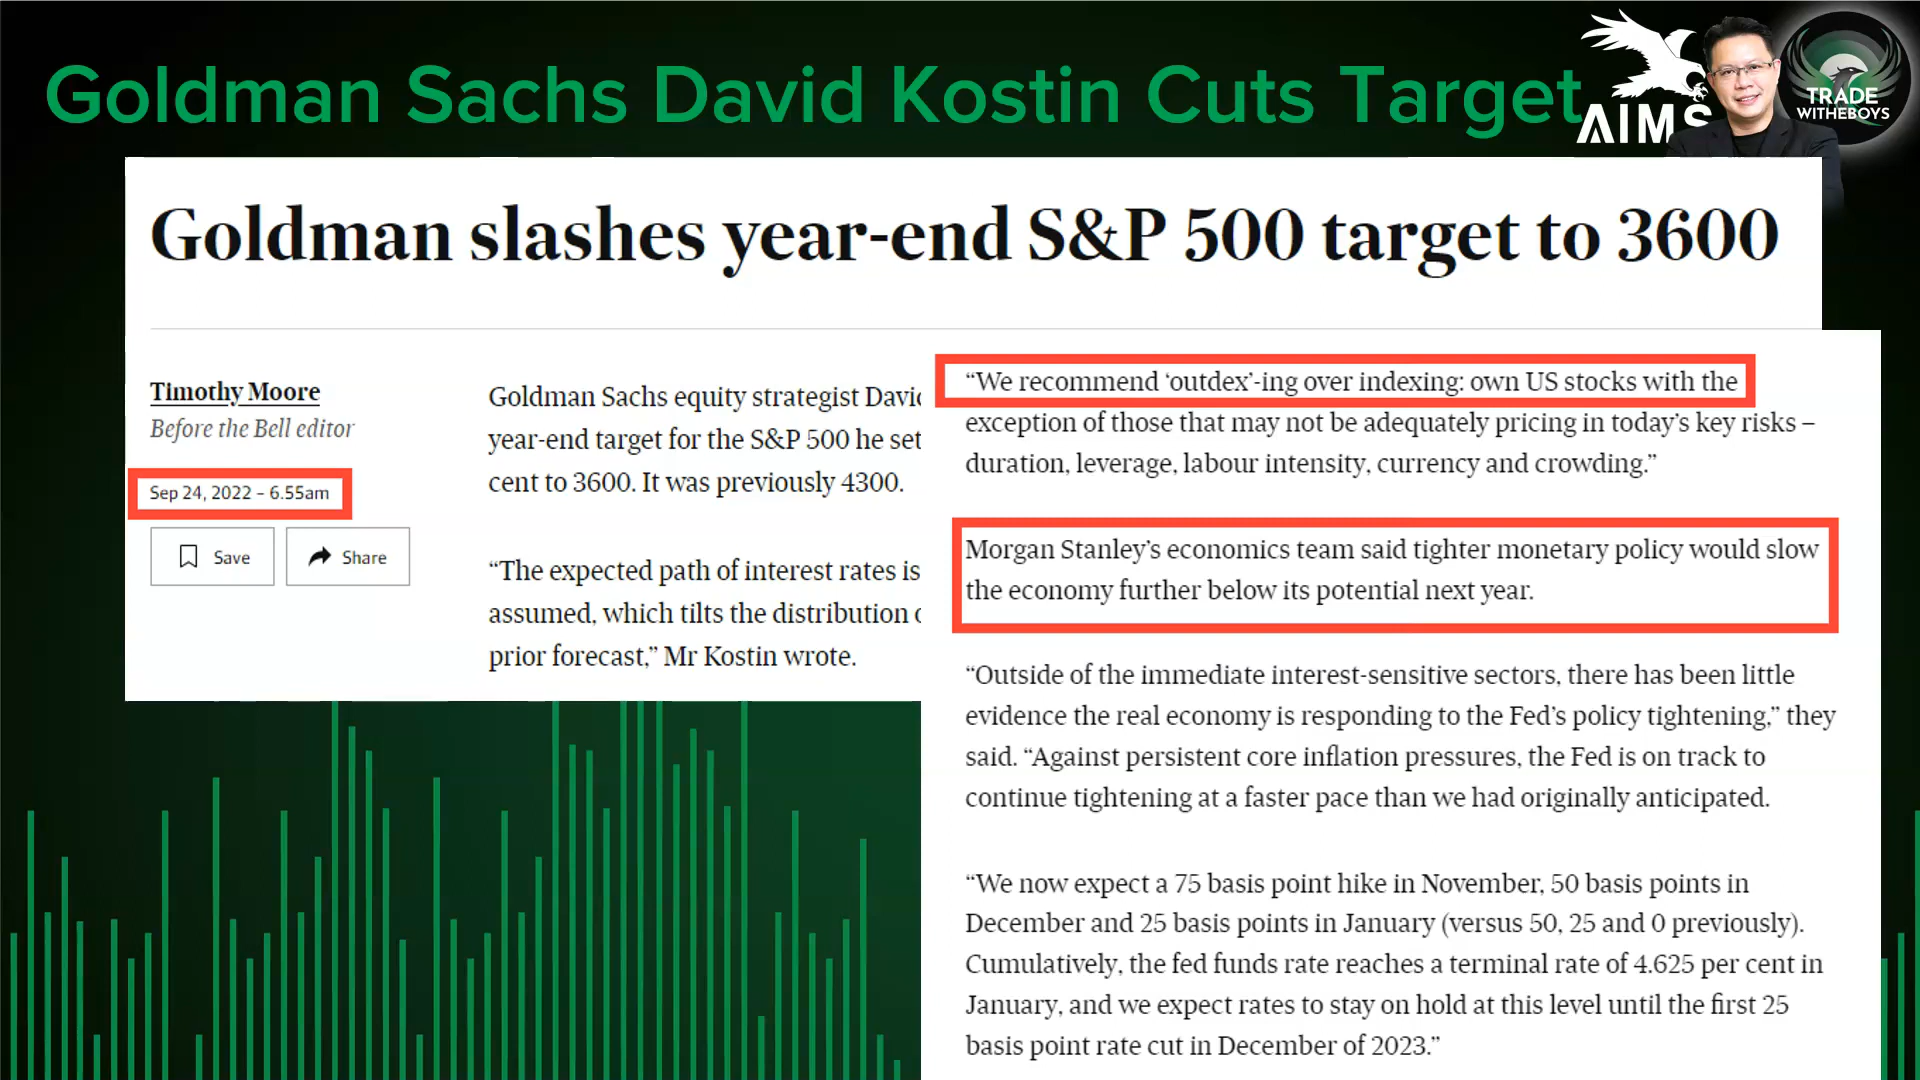 Goldman Sachs David Kostin Cuts Target
AIMS
TRADE
WITHEBOYS
Goldman slashes year-end S&P 500 target to 3600
Timothy Moore
Before the Bell editor
Sep 24, 2022 – 6.55am
Save
Share
Goldman Sachs equity strategist
year-end target for the S&P 500 he set
cent to 3600. It was previously 4300.
“The expected path of interest rates is
assumed, which tilts the distribution
prior forecast,” Mr Kostin wrote.
“We recommend ‘outdex’-ing over indexing: own US stocks with the
exception of those that may not be adequately pricing in today’s key risks –
duration, leverage, labour intensity, currency and crowding.”
Morgan Stanley’s economics team said tighter monetary policy would slow
the economy further below its potential next year.
“Outside of the immediate interest-sensitive sectors, there has been little
evidence the real economy is responding to the Fed’s policy tightening,” they
said. “Against persistent core inflation pressures, the Fed is on track to
continue tightening at a faster pace than we had originally anticipated.
“We now expect a 75 basis point hike in November, 50 basis points in
December and 25 basis points in January (versus 50, 25 and 0 previously).
Cumulatively, the fed funds rate reaches a terminal rate of 4.625 per cent in
January, and we expect rates to stay on hold at this level until the first 25
basis point rate cut in December of 2023.”